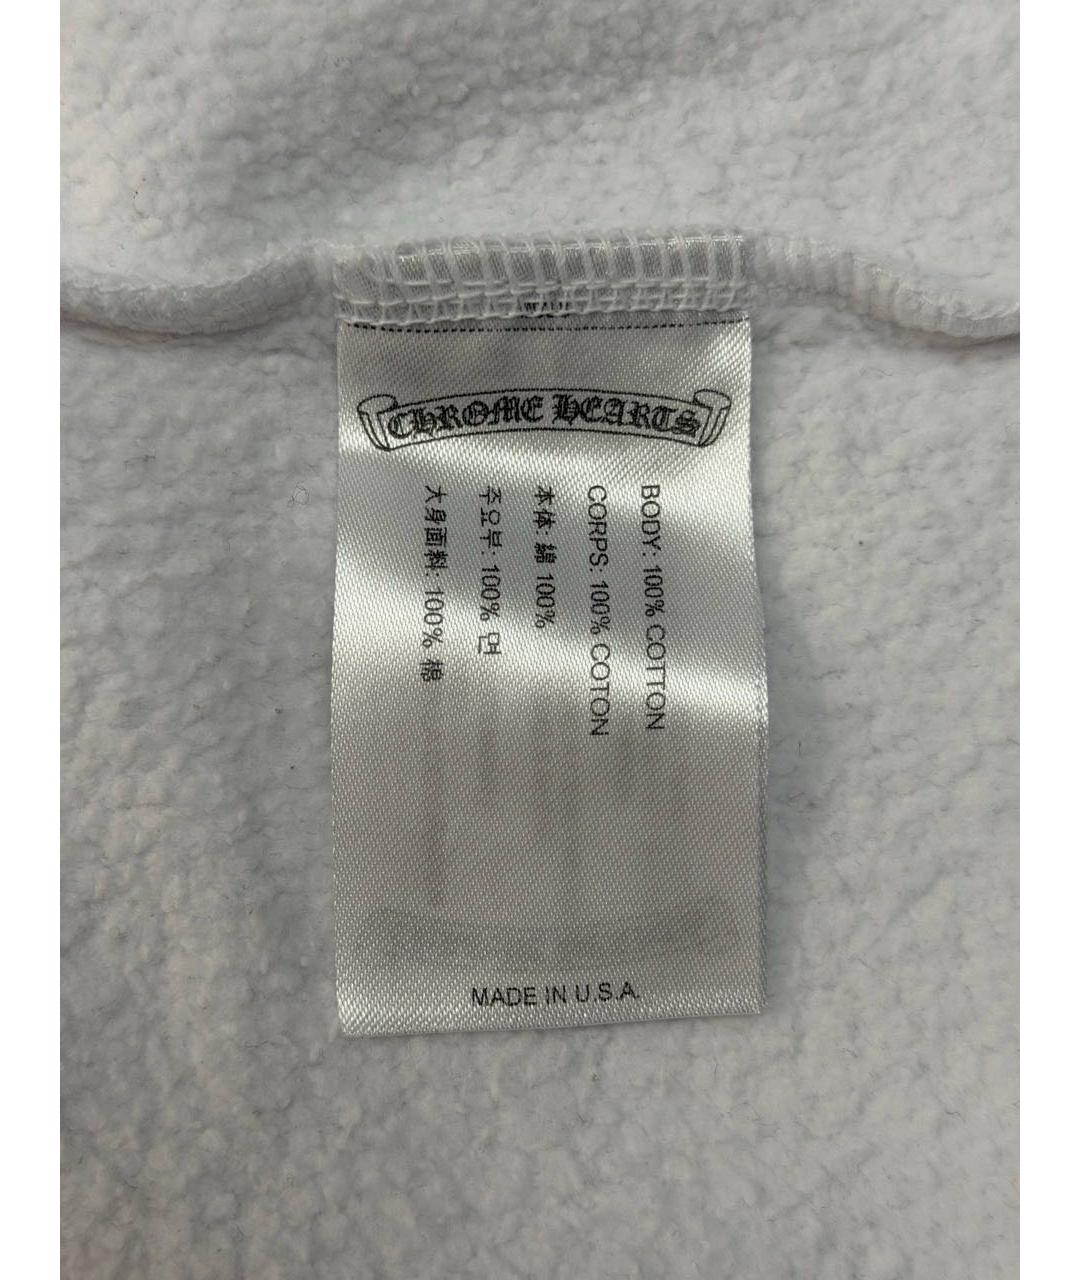 CHROME HEARTS
BODY: 100% COTTON
CORPS: 100% COTON
本体: 綿 100%
주요부: 100% 면
大身面料: 100% 棉
MADE IN U.S.A.